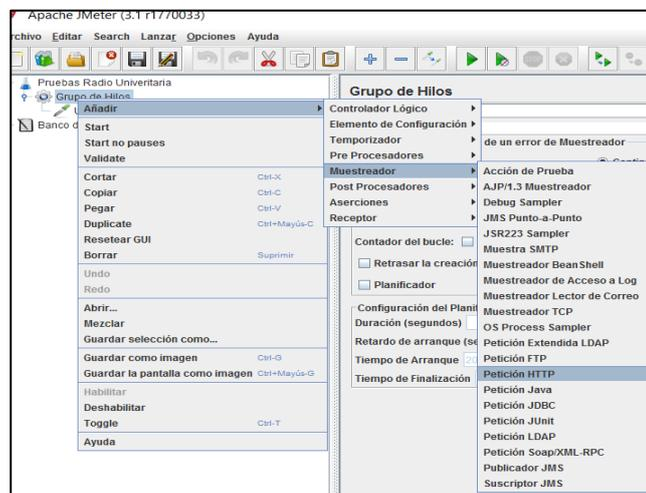 Apache JMeter (3.1 r1770033)
rchivo Editar Search Lanzar Opciones Ayuda
Pruebas Radio Univeritaria
Grupo de Hilos
Banco d
Añadir
Start
Start no pauses
Validate
Cortar Ctrl-X
Copiar Ctrl-C
Pegar Ctrl-V
Duplicate Ctrl+Mayús-C
Resetear GUI
Borrar Suprimir
Undo
Redo
Abrir...
Mezclar
Guardar selección como...
Guardar como imagen Ctrl-G
Guardar la pantalla como imagen Ctrl+Mayús-G
Habilitar
Deshabilitar
Toggle Ctrl-T
Ayuda
Grupo de Hilos
Controlador Lógico
Elemento de Configuración
Temporizador
Pre Procesadores
Muestreador
Post Procesadores
Aserciones
Receptor
de un error de Muestreador
Contador del bucle:
Retrasar la creación
Planificador
Configuración del Planif
Duración (segundos)
Retardo de arranque (se
Tiempo de Arranque 20
Tiempo de Finalización
Acción de Prueba
AJP/1.3 Muestreador
Debug Sampler
JMS Punto-a-Punto
JSR223 Sampler
Muestra SMTP
Muestreador BeanShell
Muestreador de Acceso a Log
Muestreador Lector de Correo
Muestreador TCP
OS Process Sampler
Petición Extendida LDAP
Petición FTP
Petición HTTP
Petición Java
Petición JDBC
Petición JUnit
Petición LDAP
Petición Soap/XML-RPC
Publicador JMS
Suscriptor JMS